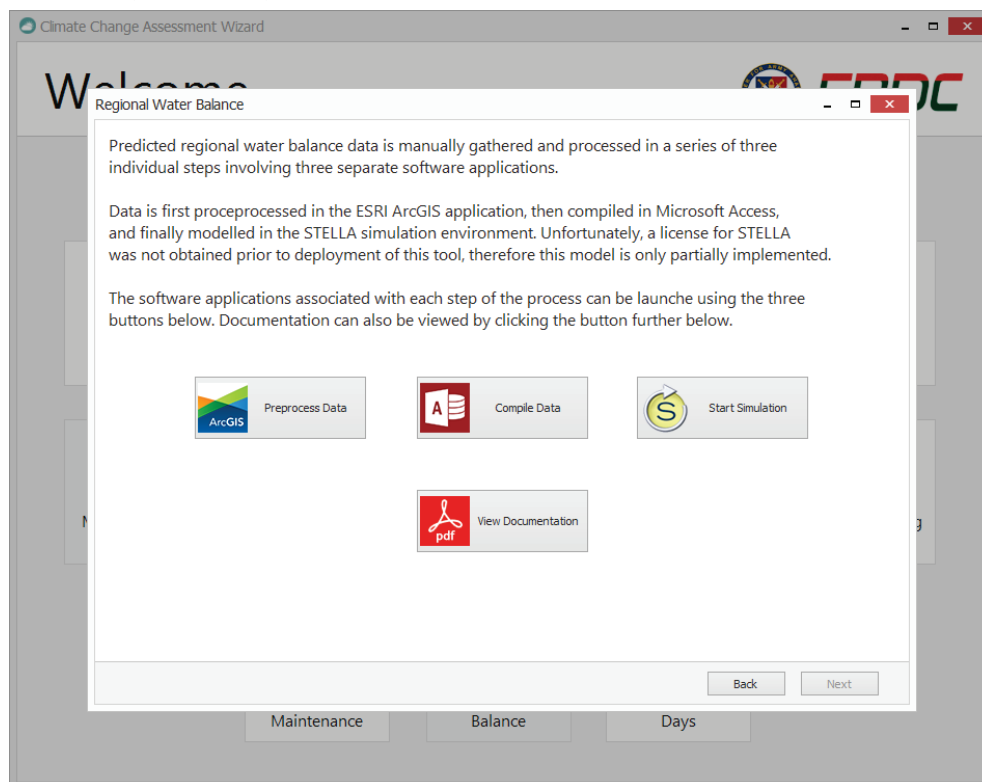 Climate Change Assessment Wizard
Welcome
Regional Water Balance
Predicted regional water balance data is manually gathered and processed in a series of three
individual steps involving three separate software applications.
Data is first proceprocessed in the ESRI ArcGIS application, then compiled in Microsoft Access,
and finally modelled in the STELLA simulation environment. Unfortunately, a license for STELLA
was not obtained prior to deployment of this tool, therefore this model is only partially implemented.
The software applications associated with each step of the process can be launche using the three
buttons below. Documentation can also be viewed by clicking the button further below.
ArcGIS
Preprocess Data
A
Compile Data
S
Start Simulation
pdf
View Documentation
Back
Next
Maintenance
Balance
Days